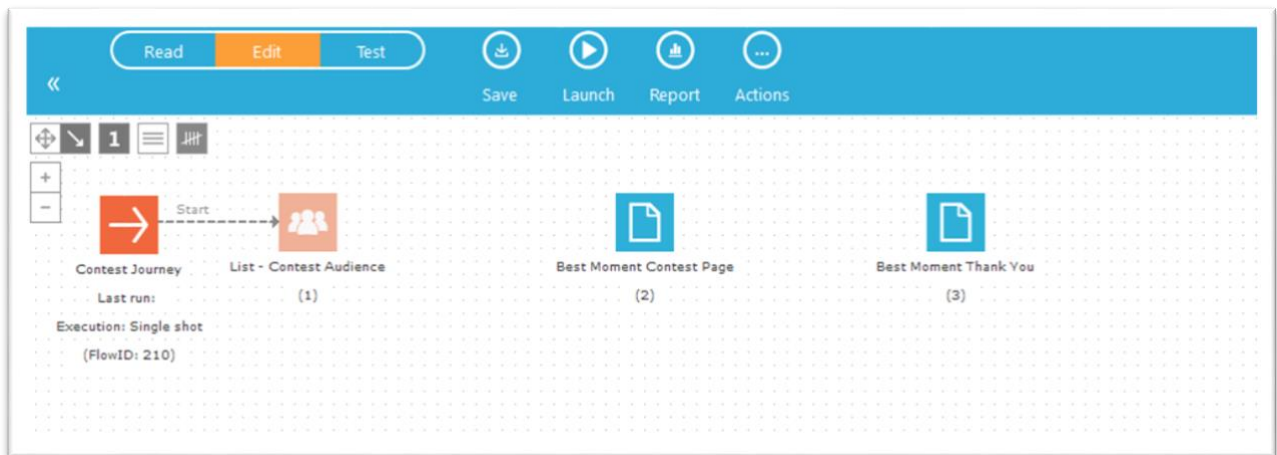 Read Edit Test
«
Save Launch Report Actions
1
+
−
Start
Contest Journey
Last run:
Execution: Single shot
(FlowID: 210)
List - Contest Audience
(1)
Best Moment Contest Page
(2)
Best Moment Thank You
(3)